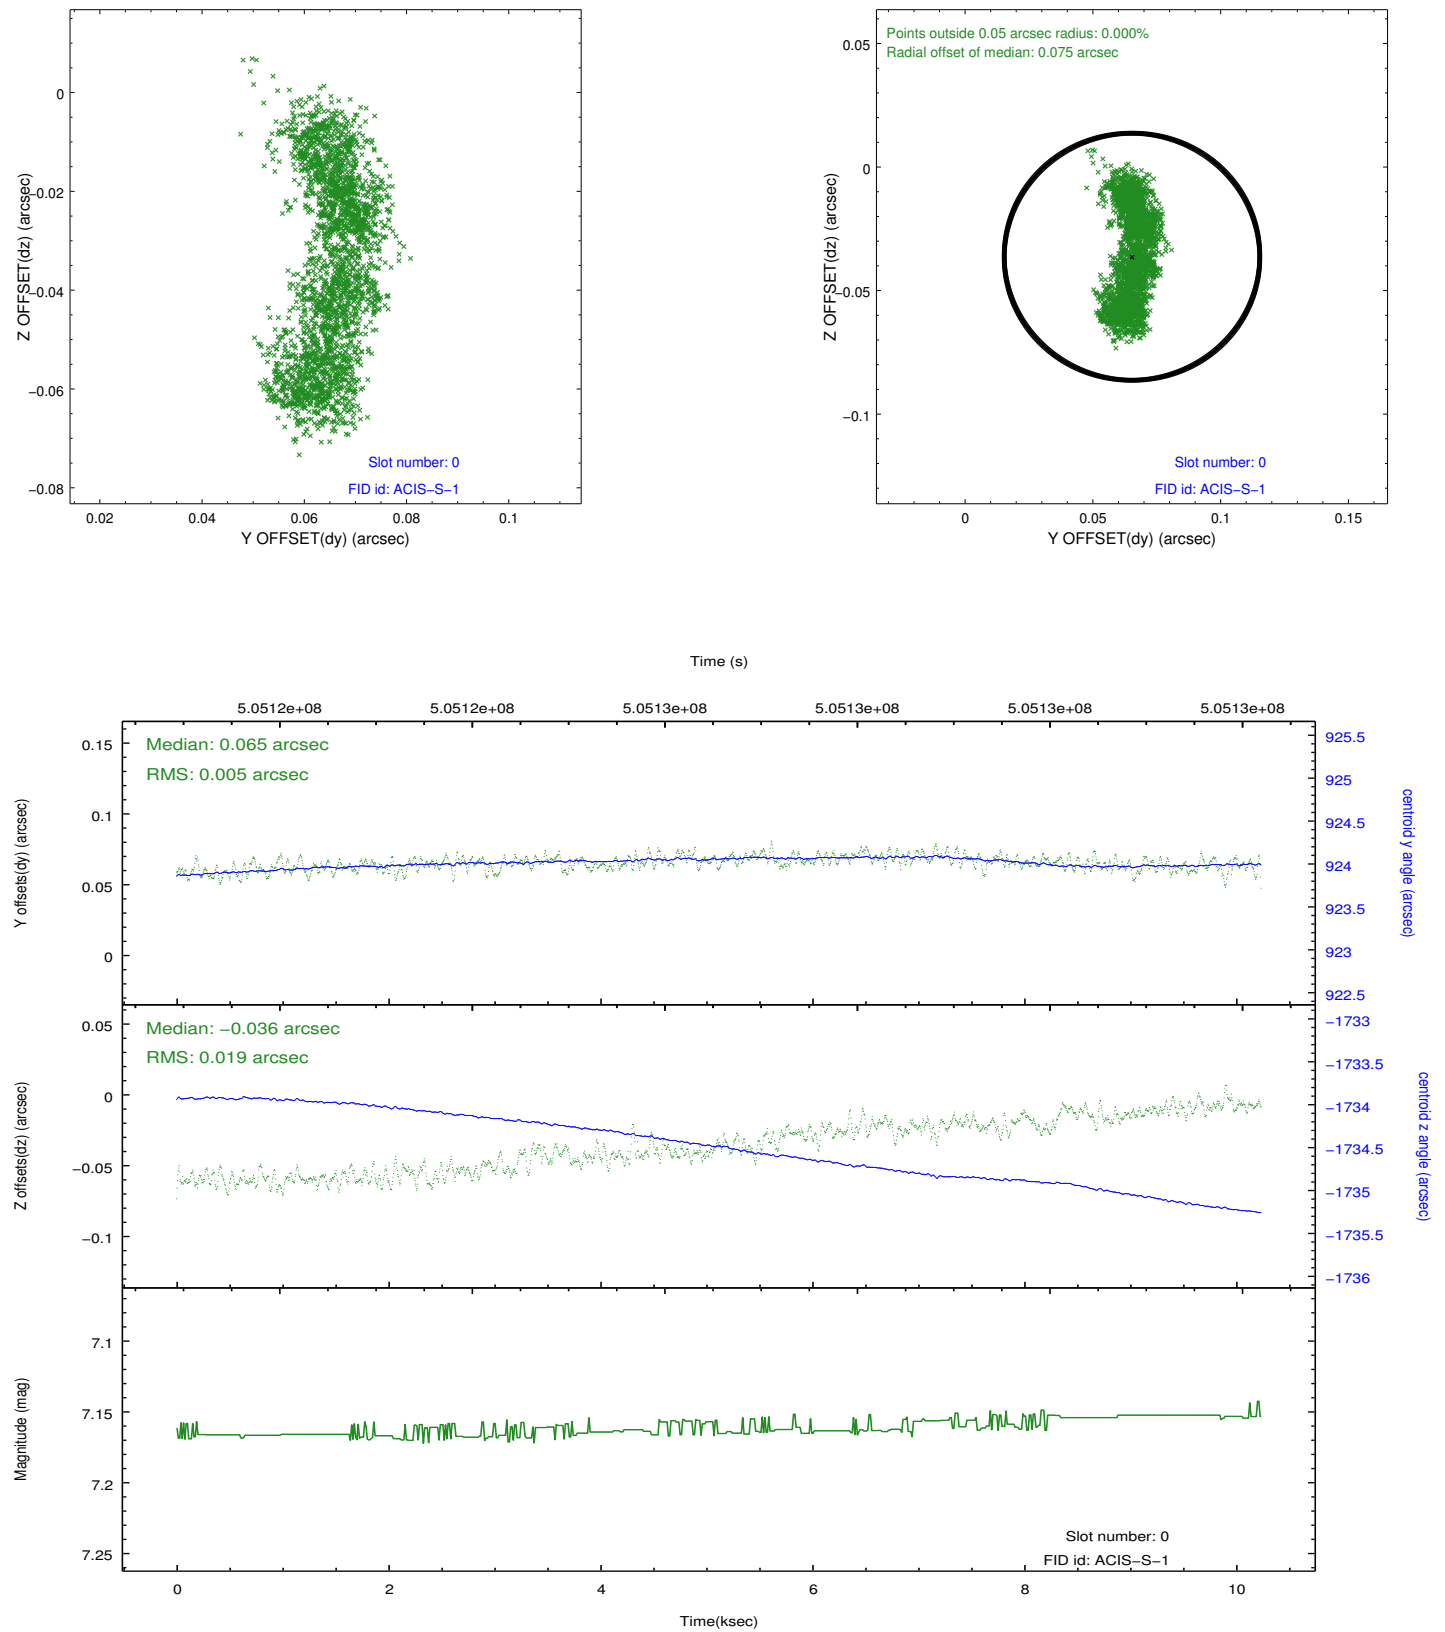 0
−0.02
−0.04
−0.06
−0.08
Z OFFSET(dz) (arcsec)
Slot number: 0
FID id: ACIS−S−1
0.02 0.04 0.06 0.08 0.1
Y OFFSET(dy) (arcsec)
Points outside 0.05 arcsec radius: 0.000%
Radial offset of median: 0.075 arcsec
0.05
0
−0.05
−0.1
Z OFFSET(dz) (arcsec)
Slot number: 0
FID id: ACIS−S−1
0 0.05 0.1 0.15
Y OFFSET(dy) (arcsec)
Time (s)
5.0512e+08 5.0512e+08 5.0513e+08 5.0513e+08 5.0513e+08 5.0513e+08
Median: 0.065 arcsec
RMS: 0.005 arcsec
0.15
0.1
0.05
0
Y offsets(dy) (arcsec)
925.5
925
924.5
924
923.5
923
922.5
centroid y angle (arcsec)
Median: −0.036 arcsec
RMS: 0.019 arcsec
0.05
0
−0.05
−0.1
Z offsets(dz) (arcsec)
−1733
−1733.5
−1734
−1734.5
−1735
−1735.5
−1736
centroid z angle (arcsec)
7.1
7.15
7.2
7.25
Magnitude (mag)
Slot number: 0
FID id: ACIS−S−1
0 2 4 6 8 10
Time(ksec)